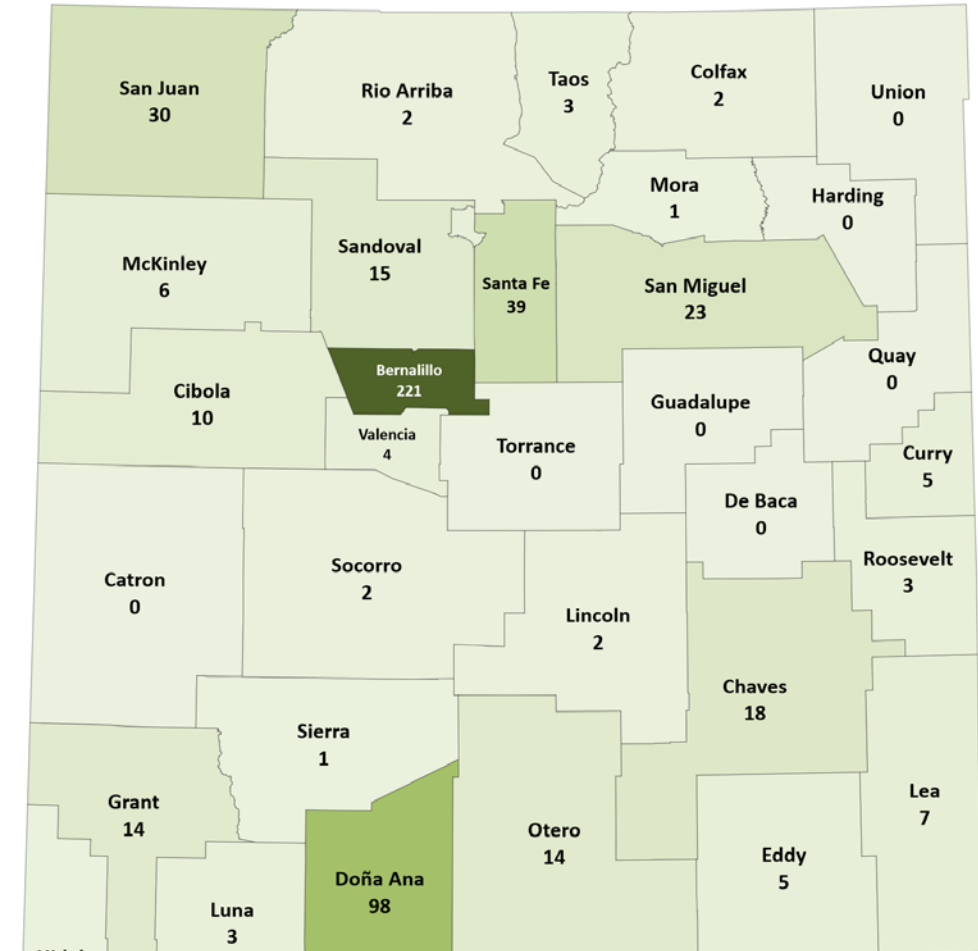 San Juan
30
Rio Arriba
2
Taos
3
Colfax
2
Union
0
Mora
1
Harding
0
McKinley
6
Sandoval
15
Santa Fe
39
San Miguel
23
Quay
0
Cibola
10
Bernalillo
221
Valencia
4
Torrance
0
Guadalupe
0
Curry
5
De Baca
0
Roosevelt
3
Catron
0
Socorro
2
Lincoln
2
Chaves
18
Sierra
1
Grant
14
Lea
7
Otero
14
Eddy
5
Doña Ana
98
Luna
3